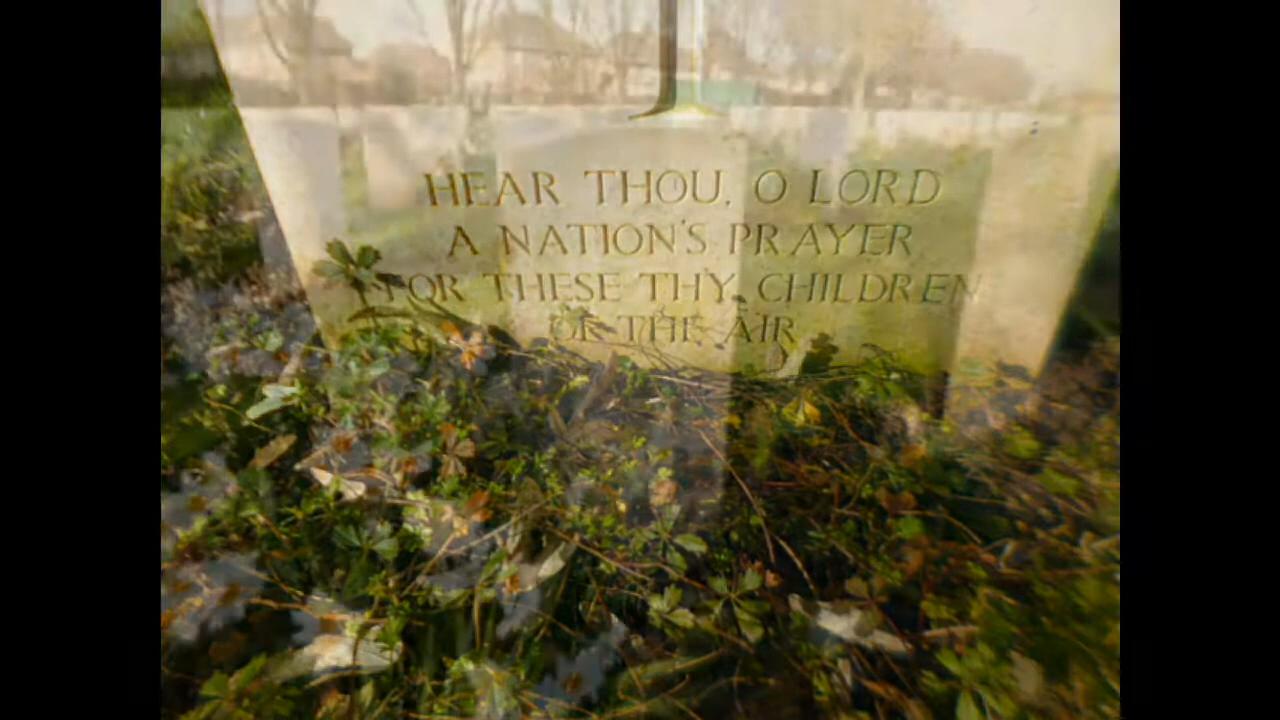 HEAR THOU, O LORD
A NATION'S PRAYER
FOR THESE THY CHILDREN
OF THE AIR